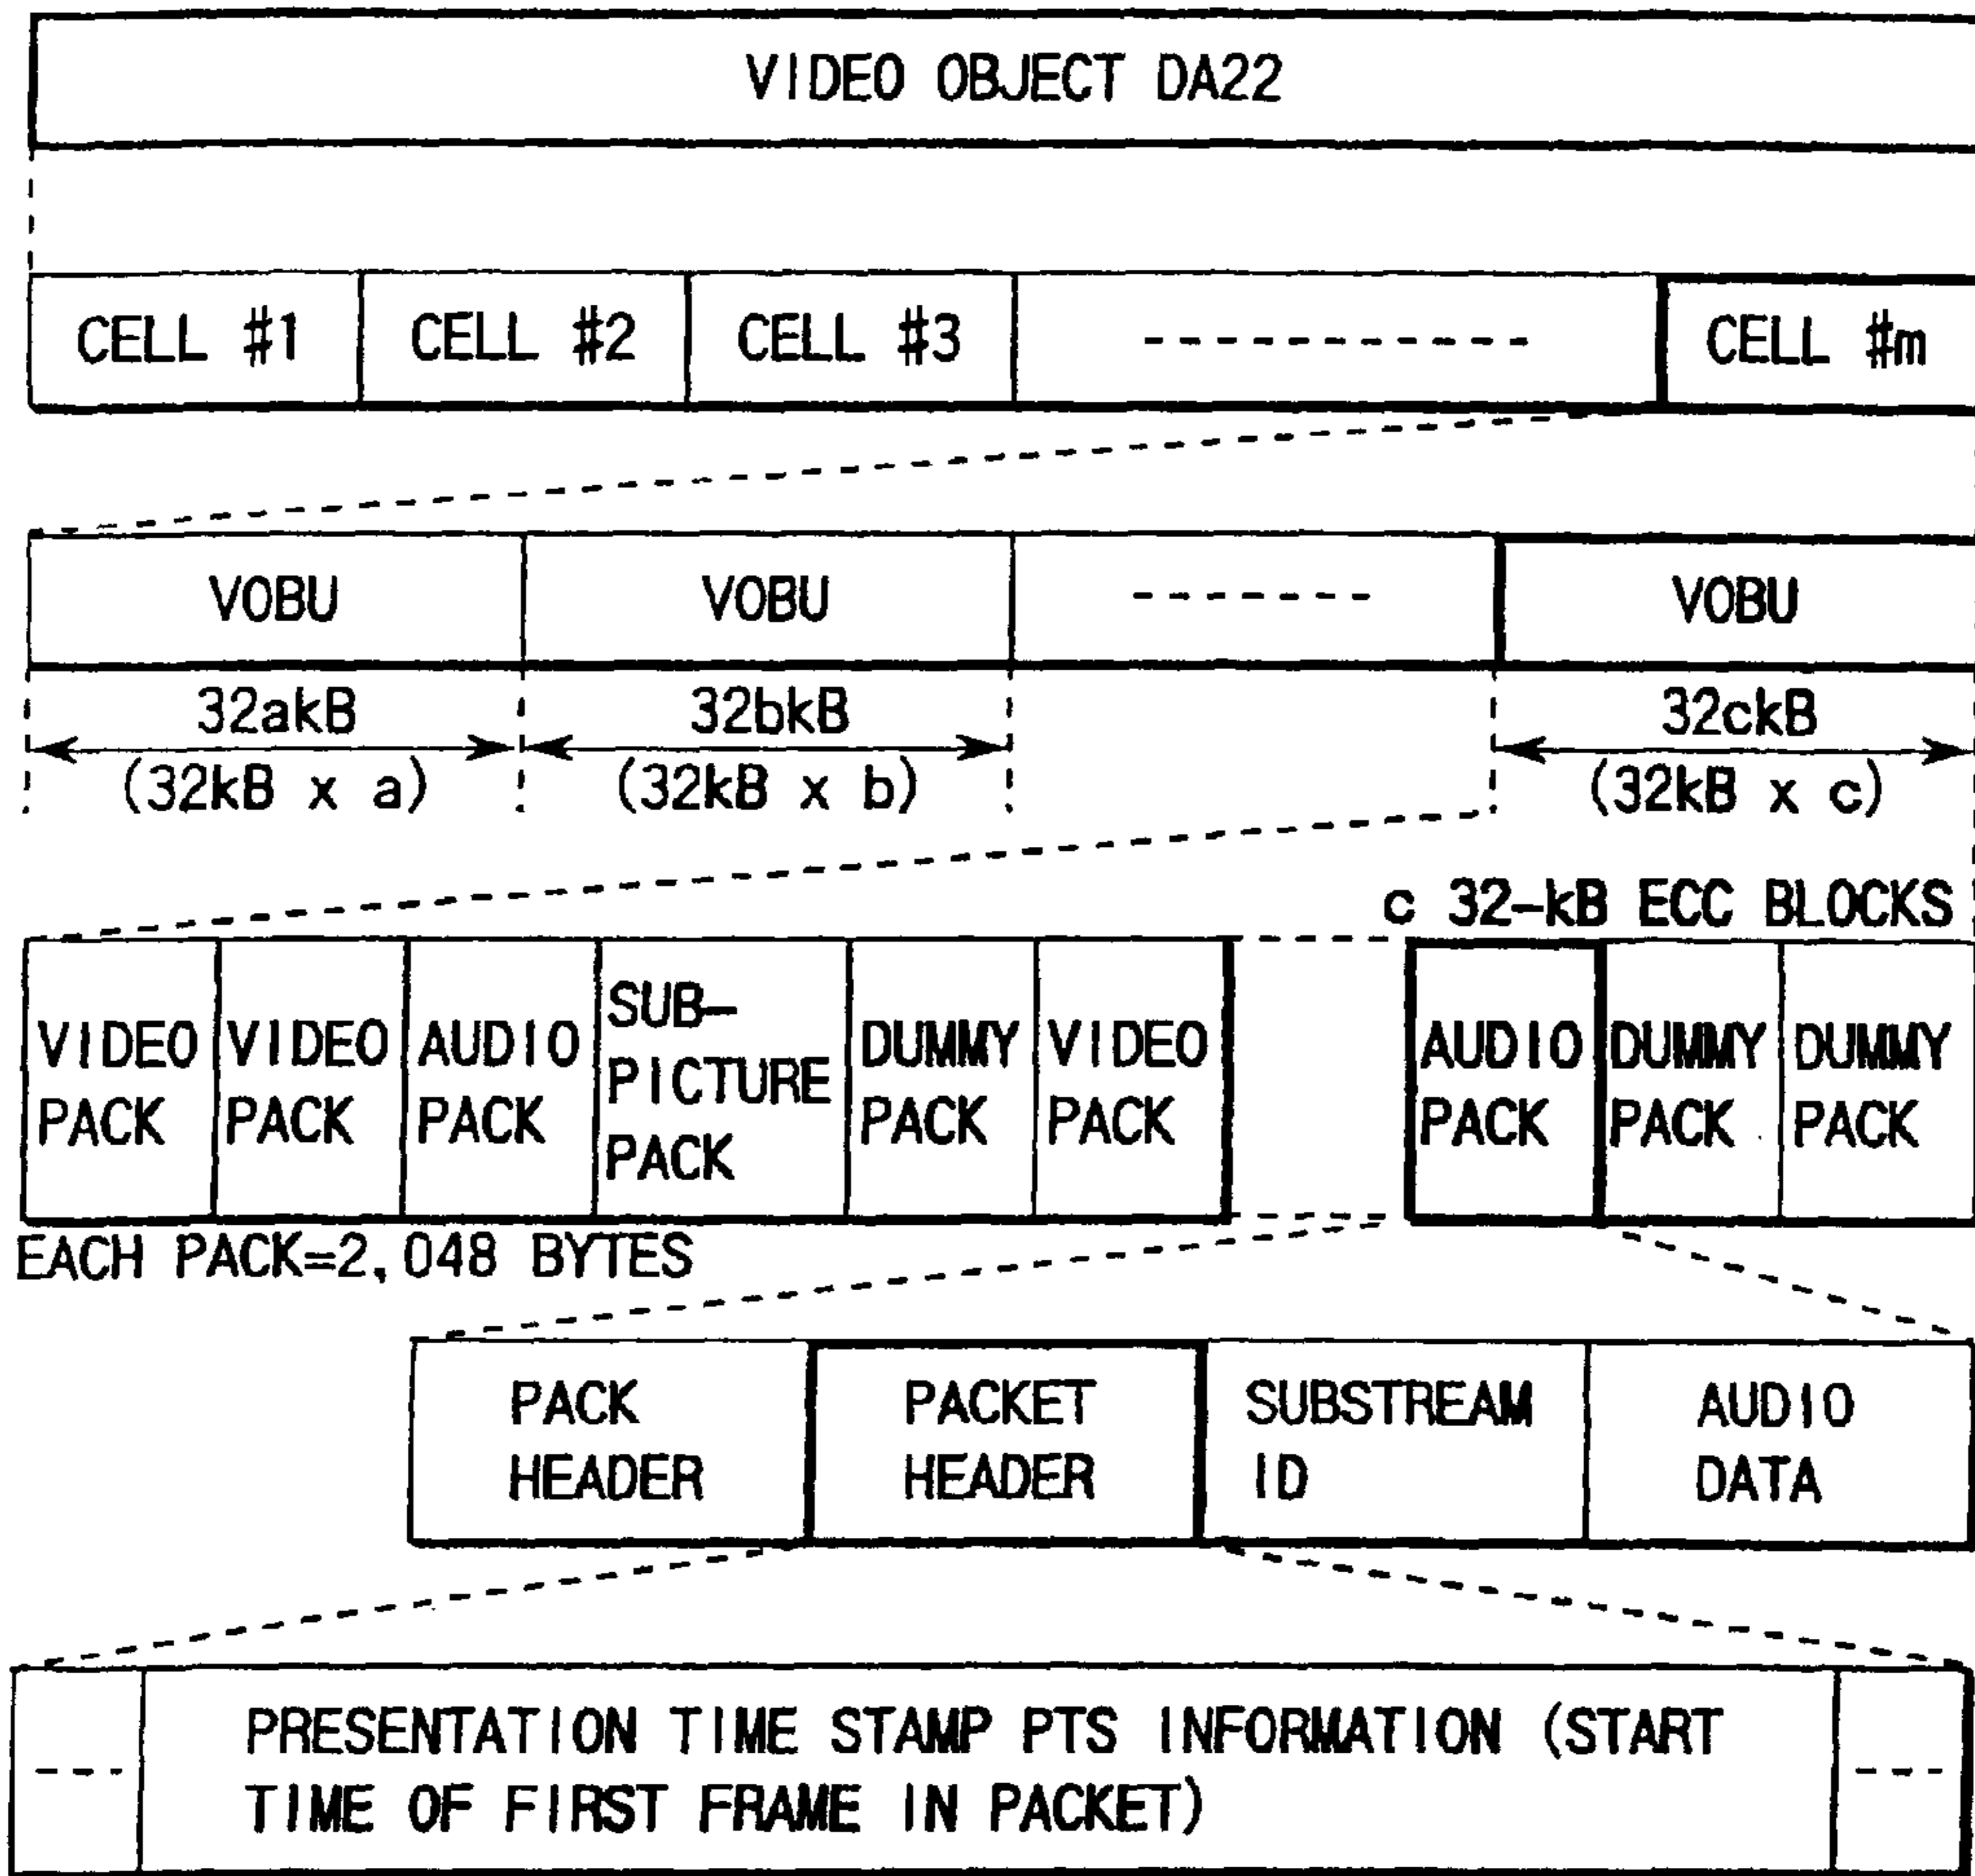 VIDEO OBJECT DA22
CELL #1 CELL #2 CELL #3 ------------ CELL #m
VOBU VOBU ------- VOBU
32akB 32bkB 32ckB
(32kB x a) (32kB x b) (32kB x c)
c 32-kB ECC BLOCKS
VIDEO PACK
VIDEO PACK
AUDIO PACK
SUB-
PICTURE
PACK
DUMMY PACK
VIDEO PACK
AUDIO PACK
DUMMY PACK
DUMMY PACK
EACH PACK=2,048 BYTES
PACK
HEADER
PACKET
HEADER
SUBSTREAM
ID
AUDIO
DATA
--- PRESENTATION TIME STAMP PTS INFORMATION (START
TIME OF FIRST FRAME IN PACKET) ---